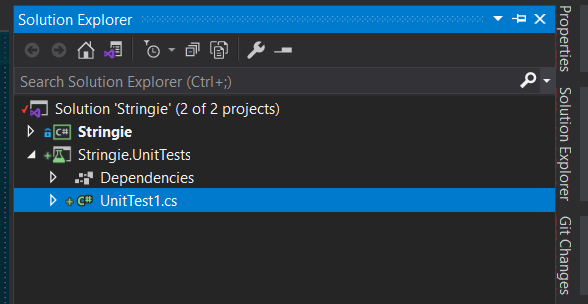 Solution Explorer
Search Solution Explorer (Ctrl+;)
Solution 'Stringie' (2 of 2 projects)
C# Stringie
Stringie.UnitTests
Dependencies
C# UnitTest1.cs
Properties
Solution Explorer
Git Changes